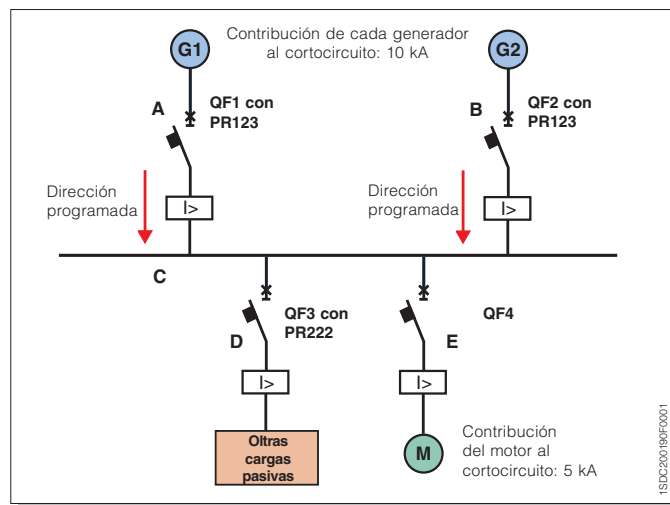 G1
Contribución de cada generador
al cortocircuito: 10 kA
G2
A
QF1 con
PR123
B
QF2 con
PR123
Dirección
programada
I>
Dirección
programada
I>
C
QF3 con
PR222
D
QF4
E
I>
I>
Oltras
cargas
pasivas
M
Contribución
del motor al
cortocircuito: 5 kA
1SDC200190F0001